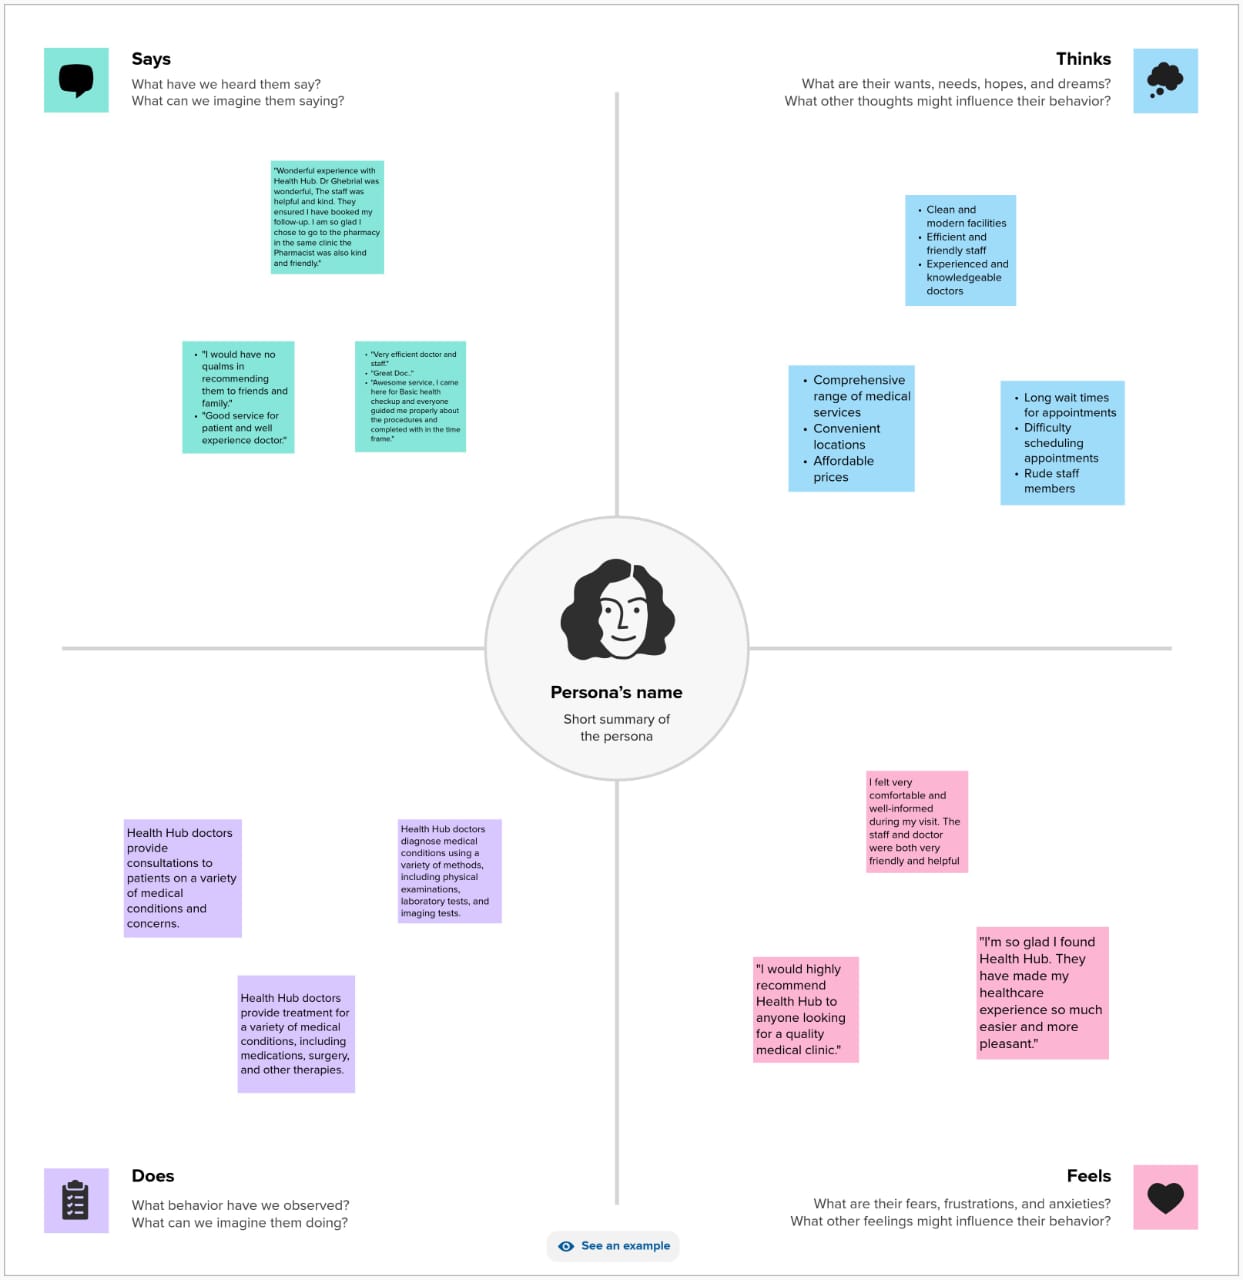 Says
What have we heard them say?
What can we imagine them saying?
Thinks
What are their wants, needs, hopes, and dreams?
What other thoughts might influence their behavior?
"Wonderful experience with
Health Hub. Dr Ghebrial was
wonderful, The staff was
helpful and kind. They
ensured I have booked my
follow-up. I am so glad I
chose to go to the pharmacy
in the same clinic the
Pharmacist was also kind
and friendly."
• "I would have no
qualms in
recommending
them to friends and
family."
• "Good service for
patient and well
experience doctor."
• "Very efficient doctor and
staff."
• "Great Doc.."
• "Awesome service, I came
here for Basic health
checkup and everyone
guided me properly about
the procedures and
completed with in the time
frame."
• Clean and
modern facilities
• Efficient and
friendly staff
• Experienced and
knowledgeable
doctors
• Comprehensive
range of medical
services
• Convenient
locations
• Affordable
prices
• Long wait times
for appointments
• Difficulty
scheduling
appointments
• Rude staff
members
Persona's name
Short summary of
the persona
Health Hub doctors
provide
consultations to
patients on a variety
of medical
conditions and
concerns.
Health Hub doctors
diagnose medical
conditions using a
variety of methods,
including physical
examinations,
laboratory tests, and
imaging tests.
Health Hub doctors
provide treatment for
a variety of medical
conditions, including
medications, surgery,
and other therapies.
I felt very
comfortable and
well-informed
during my visit. The
staff and doctor
were both very
friendly and helpful
"I would highly
recommend
Health Hub to
anyone looking
for a quality
medical clinic."
"I'm so glad I found
Health Hub. They
have made my
healthcare
experience so much
easier and more
pleasant."
Does
What behavior have we observed?
What can we imagine them doing?
Feels
What are their fears, frustrations, and anxieties?
What other feelings might influence their behavior?
See an example